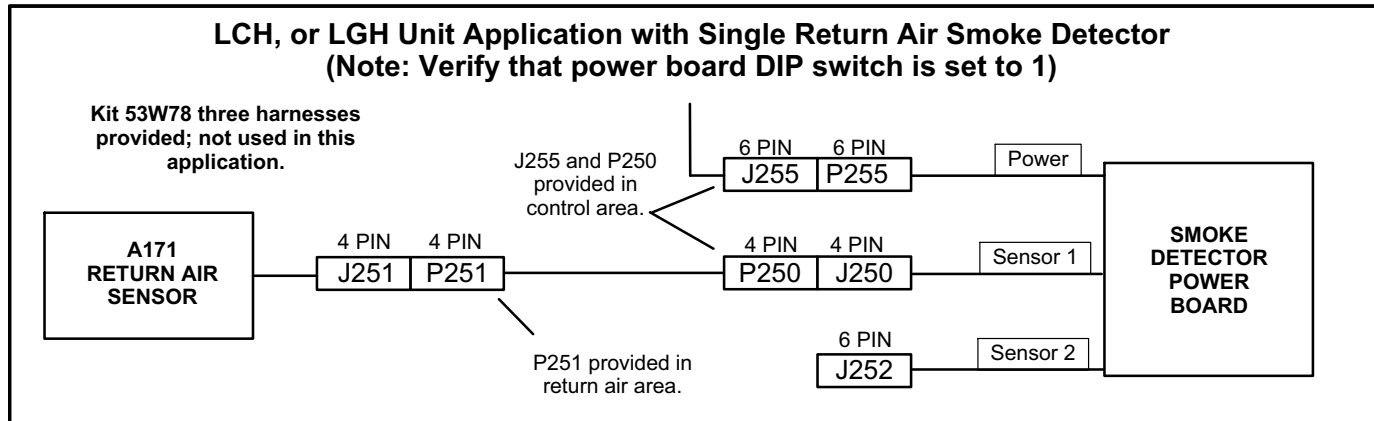 LCH, or LGH Unit Application with Single Return Air Smoke Detector
(Note: Verify that power board DIP switch is set to 1)
Kit 53W78 three harnesses
provided; not used in this
application.
J255 and P250
provided in
control area.
6 PIN 6 PIN
J255 P255
Power
A171
RETURN AIR
SENSOR
4 PIN 4 PIN
J251 P251
4 PIN 4 PIN
P250 J250
Sensor 1
SMOKE
DETECTOR
POWER
BOARD
P251 provided in
return air area.
6 PIN
J252
Sensor 2